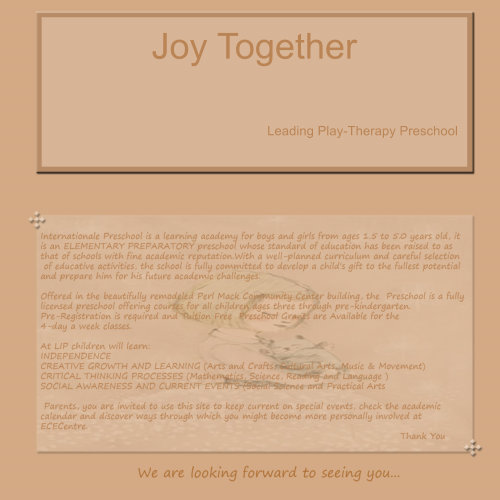 Joy Together
Leading Play-Therapy Preschool
Internationale Preschool is a learning academy for boys and girls from ages 1.5 to 5.0 years old, it
is an ELEMENTARY PREPARATORY preschool whose standard of education has been raised to as
that of schools with fine academic reputation.With a well-planned curriculum and careful selection
of educative activities, the school is fully committed to develop a child's gift to the fullest potential
and prepare him for his future academic challenges.
Offered in the beautifully remodeled Perl Mack Community Center building, the Preschool is a fully
licensed preschool offering courses for all children ages three through pre-kindergarten.
Pre-Registration is required and Tuition Free Preschool Grants are Available for the
4-day a week classes.
At LIP children will learn:
INDEPENDENCE
CREATIVE GROWTH AND LEARNING (Arts and Crafts, Cultural Arts, Music & Movement)
CRITICAL THINKING PROCESSES (Mathematics, Science, Reading and Language )
SOCIAL AWARENESS AND CURRENT EVENTS (Social Science and Practical Arts
Parents, you are invited to use this site to keep current on special events, check the academic
calendar and discover ways through which you might become more personally involved at
ECECentre.
Thank You
We are looking forward to seeing you...